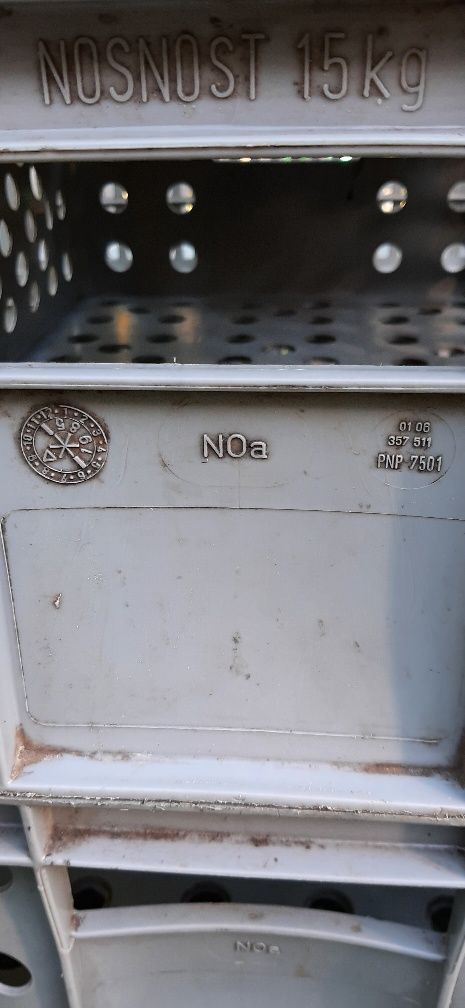 NOSNOST 15kg
NOa
01 06
357 511
PNP-7501
NOa